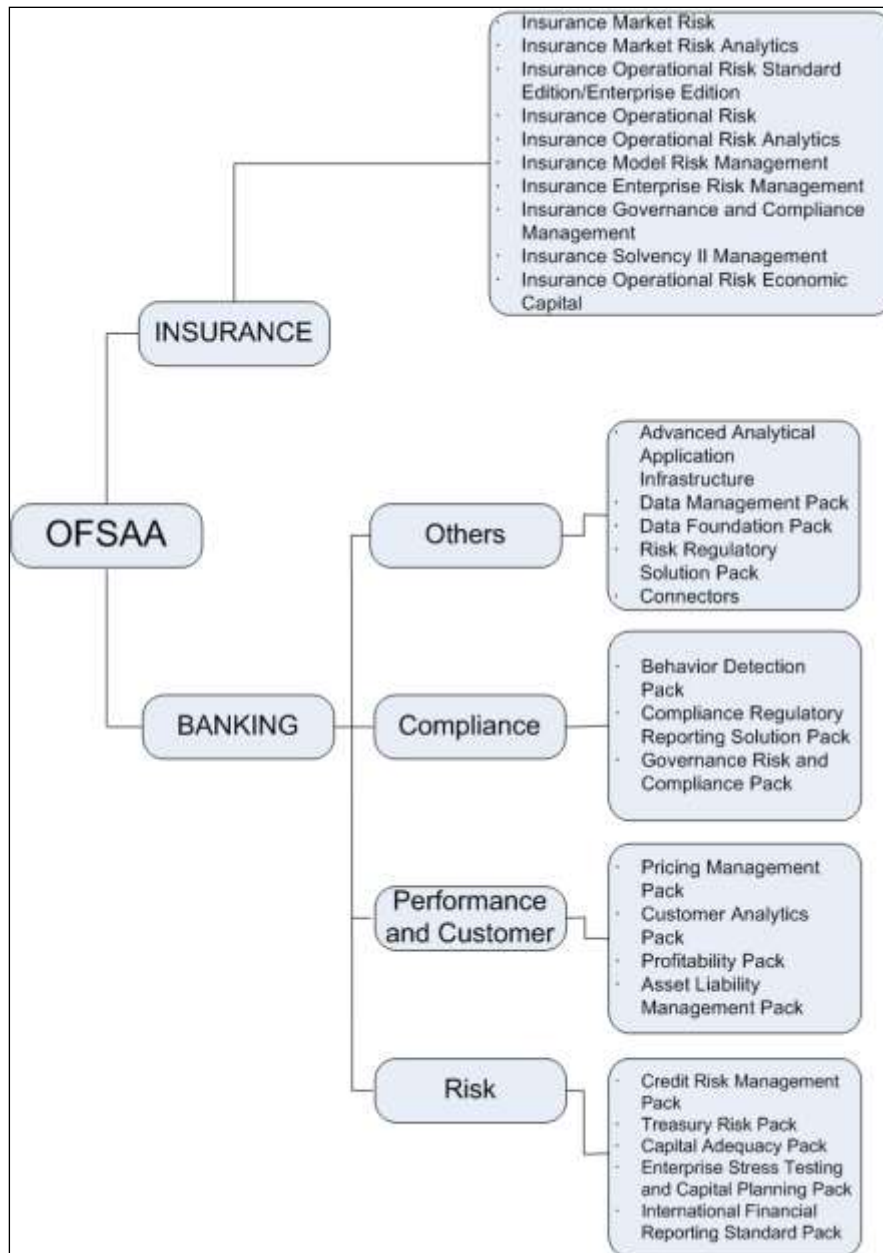 · Insurance Market Risk
· Insurance Market Risk Analytics
· Insurance Operational Risk Standard
Edition/Enterprise Edition
· Insurance Operational Risk
· Insurance Operational Risk Analytics
· Insurance Model Risk Management
· Insurance Enterprise Risk Management
· Insurance Governance and Compliance
Management
· Insurance Solvency II Management
· Insurance Operational Risk Economic
Capital
INSURANCE
OFSAA
BANKING
Others
· Advanced Analytical
Application
Infrastructure
· Data Management Pack
· Data Foundation Pack
· Risk Regulatory
Solution Pack
· Connectors
Compliance
· Behavior Detection
Pack
· Compliance Regulatory
Reporting Solution Pack
· Governance Risk and
Compliance Pack
Performance
and Customer
· Pricing Management
Pack
· Customer Analytics
Pack
· Profitability Pack
· Asset Liability
Management Pack
Risk
· Credit Risk Management
Pack
· Treasury Risk Pack
· Capital Adequacy Pack
· Enterprise Stress Testing
and Capital Planning Pack
· International Financial
Reporting Standard Pack